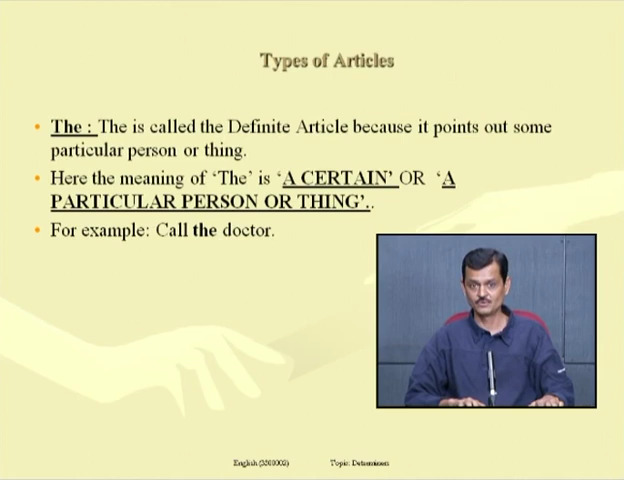 Types of Articles
• The : The is called the Definite Article because it points out some
particular person or thing.
• Here the meaning of ‘The’ is ‘A CERTAIN’ OR ‘A
PARTICULAR PERSON OR THING’..
• For example: Call the doctor.
English (3300002) Topic: Determiners